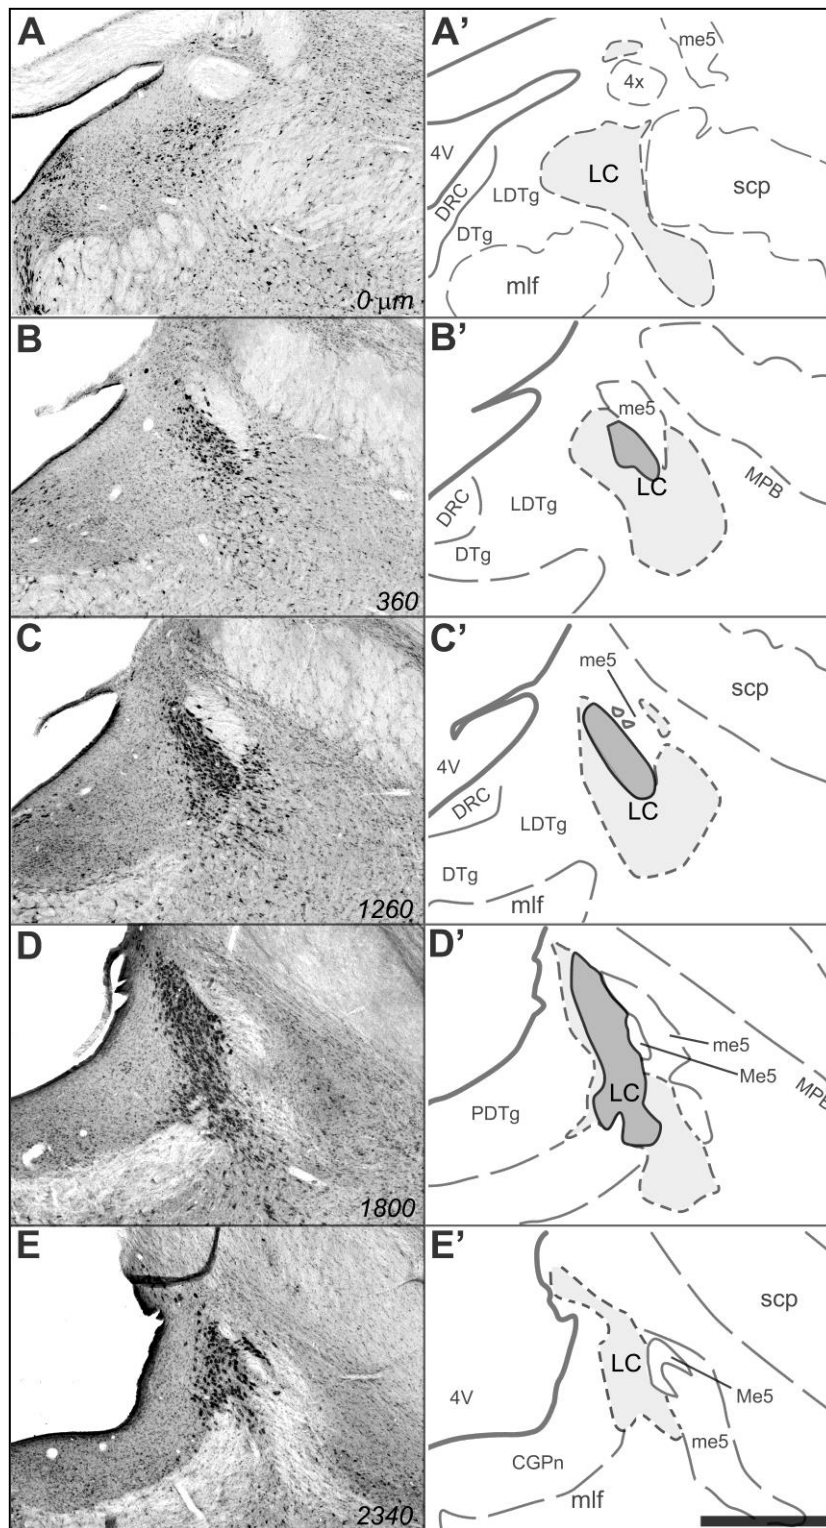 A
0 µm
A'
me5
4x
4V
DRC
LDTg
LC
scp
DTg
mlf
B
360
B'
me5
LC
MPB
DRC
LDTg
DTg
C
1260
C'
me5
scp
4V
LC
DRC
LDTg
DTg
mlf
D
1800
D'
me5
Me5
LC
MPB
PDTg
E
2340
E'
scp
LC
Me5
4V
me5
CGPn
mlf